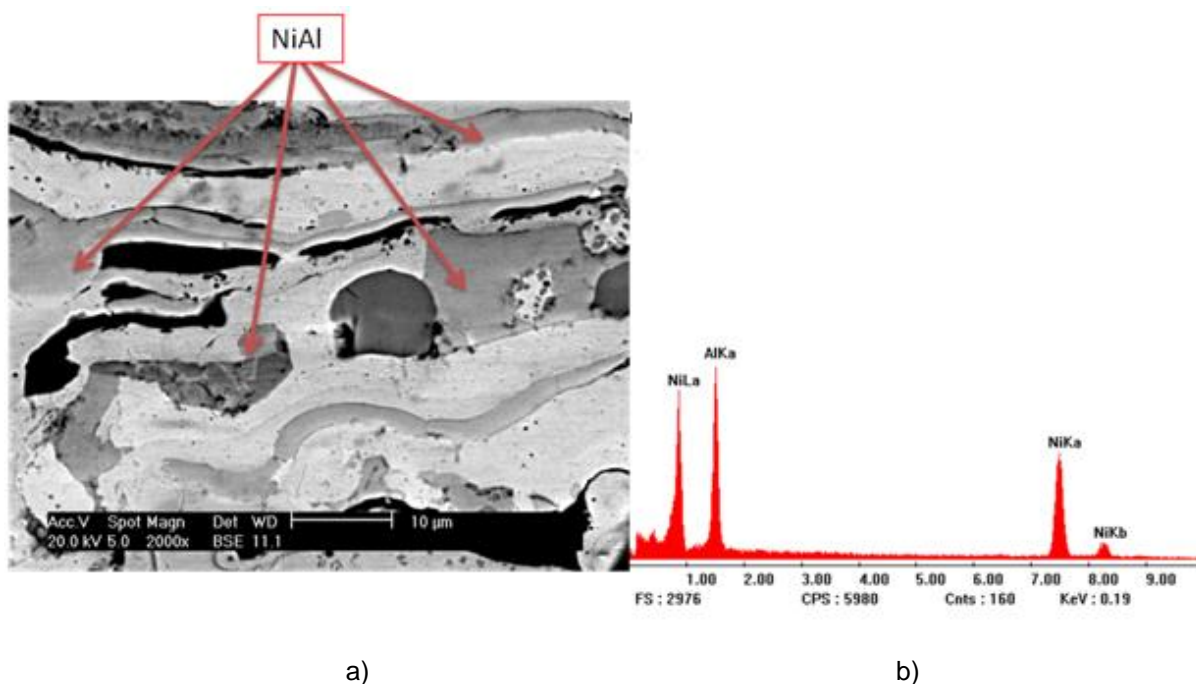 NiAl
Acc.V Spot Magn Det WD 10 µm
20.0 kV 5.0 2000x BSE 11.1
NiLa
AlKa
NiKa
NiKb
1.00 2.00 3.00 4.00 5.00 6.00 7.00 8.00 9.00
FS : 2976 CPS : 5980 Cnts : 160 KeV : 0.19
a) b)